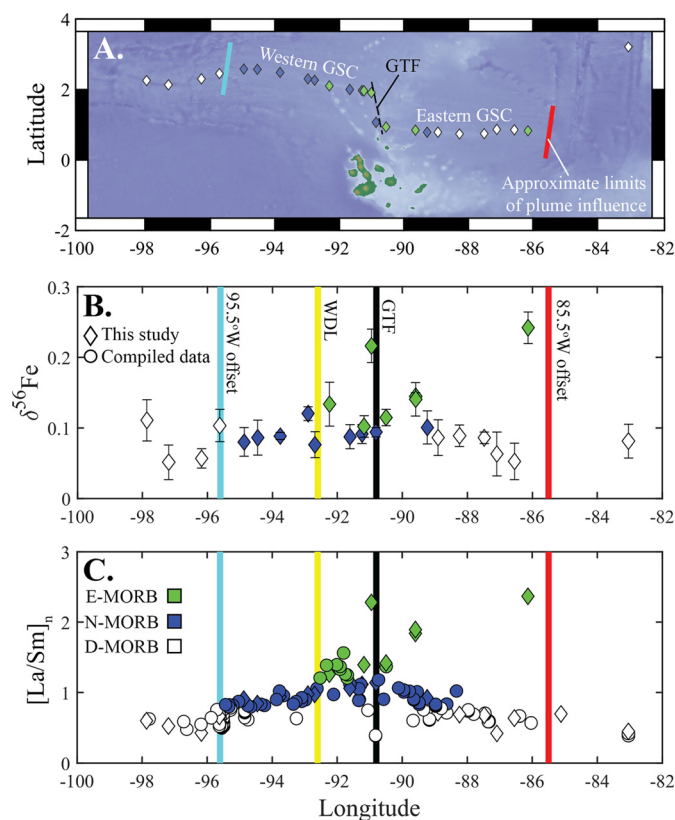 A.
Western GSC
GTF
Eastern GSC
Approximate limits
of plume influence
Latitude
4
2
0
-2
-100 -98 -96 -94 -92 -90 -88 -86 -84 -82
B.
This study
Compiled data
95.5°W offset
WDL
GTF
85.5°W offset
δ⁵⁶Fe
0.3
0.2
0.1
0
-100 -98 -96 -94 -92 -90 -88 -86 -84 -82
C.
E-MORB
N-MORB
D-MORB
[La/Sm]ₙ
3
2
1
0
-100 -98 -96 -94 -92 -90 -88 -86 -84 -82
Longitude